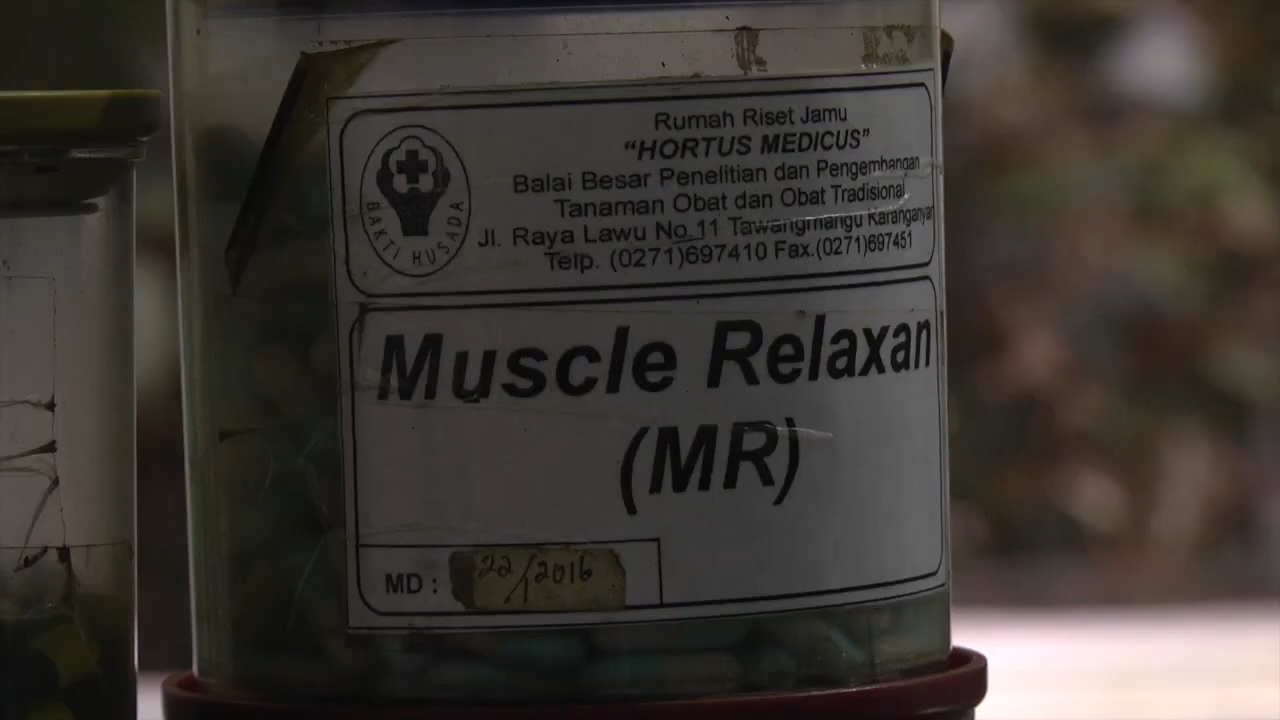 BAKTI HUSADA
Rumah Riset Jamu
"HORTUS MEDICUS"
Balai Besar Penelitian dan Pengembangan
Tanaman Obat dan Obat Tradisional
Jl. Raya Lawu No.11 Tawangmangu Karanganyar
Telp. (0271)697410 Fax.(0271)697451
Muscle Relaxan
(MR)
MD : 22/2016